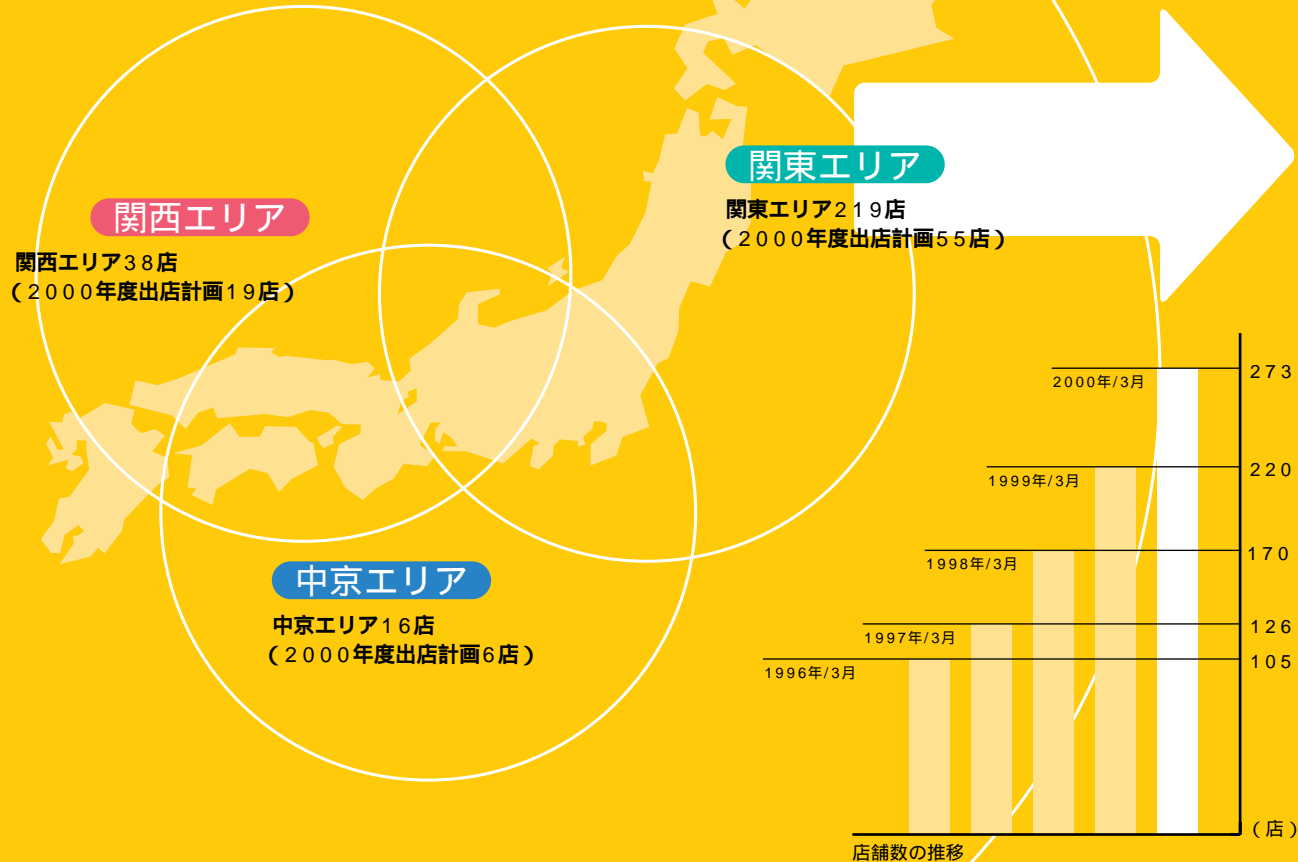 関西エリア
関西エリア38店
(2000年度出店計画19店)
関東エリア
関東エリア219店
(2000年度出店計画55店)
中京エリア
中京エリア16店
(2000年度出店計画6店)
2000年/3月
273
1999年/3月
220
1998年/3月
170
1997年/3月
126
1996年/3月
105
(店)
店舗数の推移